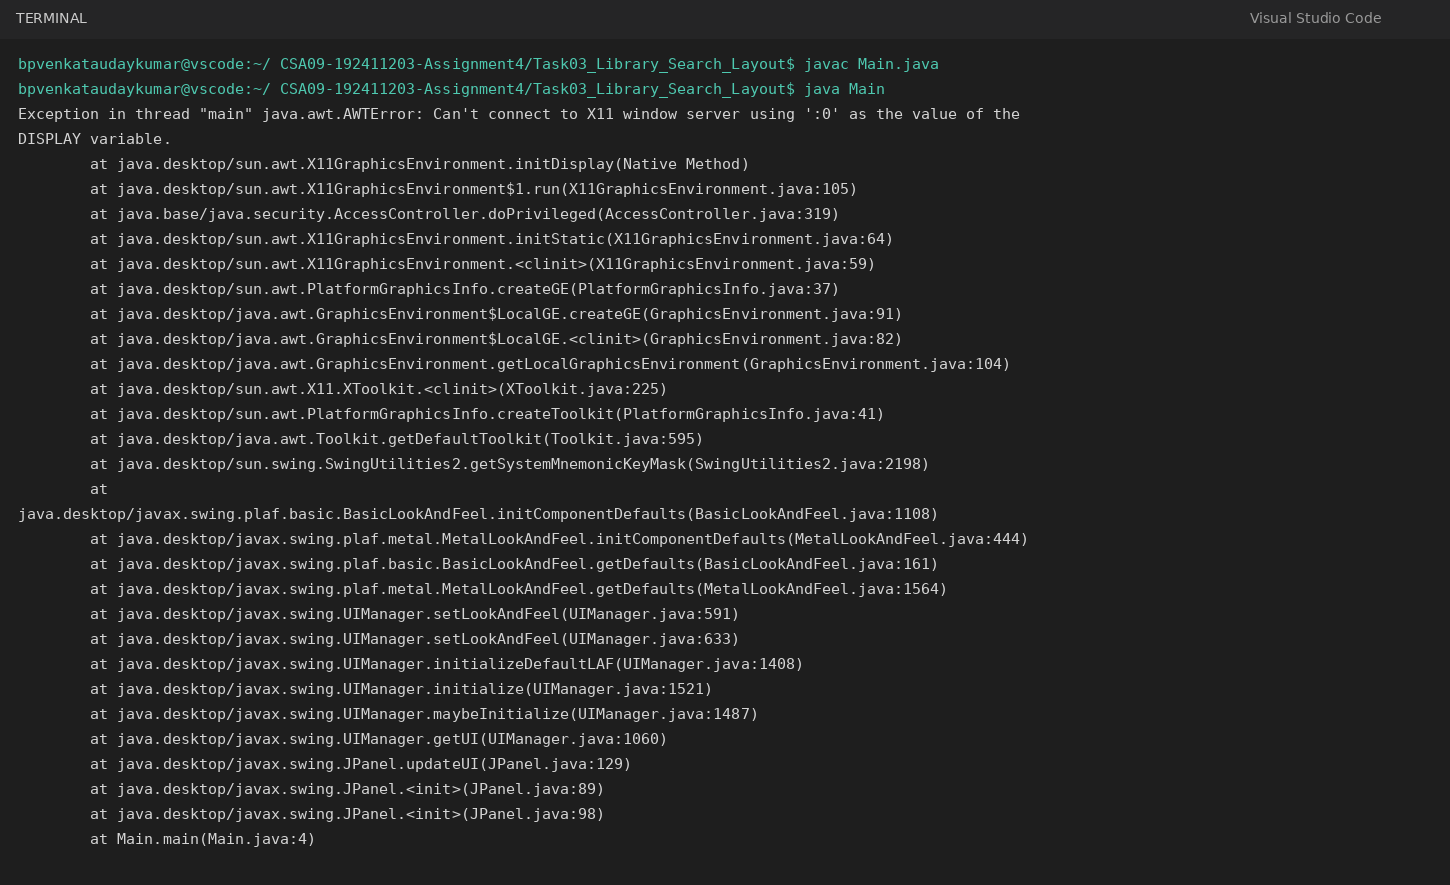 TERMINAL
Visual Studio Code
bpvenkataudaykumar@vscode:~/ CSA09-192411203-Assignment4/Task03_Library_Search_Layout$ javac Main.java
bpvenkataudaykumar@vscode:~/ CSA09-192411203-Assignment4/Task03_Library_Search_Layout$ java Main
Exception in thread "main" java.awt.AWTError: Can't connect to X11 window server using ':0' as the value of the
DISPLAY variable.
        at java.desktop/sun.awt.X11GraphicsEnvironment.initDisplay(Native Method)
        at java.desktop/sun.awt.X11GraphicsEnvironment$1.run(X11GraphicsEnvironment.java:105)
        at java.base/java.security.AccessController.doPrivileged(AccessController.java:319)
        at java.desktop/sun.awt.X11GraphicsEnvironment.initStatic(X11GraphicsEnvironment.java:64)
        at java.desktop/sun.awt.X11GraphicsEnvironment.<clinit>(X11GraphicsEnvironment.java:59)
        at java.desktop/sun.awt.PlatformGraphicsInfo.createGE(PlatformGraphicsInfo.java:37)
        at java.desktop/java.awt.GraphicsEnvironment$LocalGE.createGE(GraphicsEnvironment.java:91)
        at java.desktop/java.awt.GraphicsEnvironment$LocalGE.<clinit>(GraphicsEnvironment.java:82)
        at java.desktop/java.awt.GraphicsEnvironment.getLocalGraphicsEnvironment(GraphicsEnvironment.java:104)
        at java.desktop/sun.awt.X11.XToolkit.<clinit>(XToolkit.java:225)
        at java.desktop/sun.awt.PlatformGraphicsInfo.createToolkit(PlatformGraphicsInfo.java:41)
        at java.desktop/java.awt.Toolkit.getDefaultToolkit(Toolkit.java:595)
        at java.desktop/sun.swing.SwingUtilities2.getSystemMnemonicKeyMask(SwingUtilities2.java:2198)
        at
java.desktop/javax.swing.plaf.basic.BasicLookAndFeel.initComponentDefaults(BasicLookAndFeel.java:1108)
        at java.desktop/javax.swing.plaf.metal.MetalLookAndFeel.initComponentDefaults(MetalLookAndFeel.java:444)
        at java.desktop/javax.swing.plaf.basic.BasicLookAndFeel.getDefaults(BasicLookAndFeel.java:161)
        at java.desktop/javax.swing.plaf.metal.MetalLookAndFeel.getDefaults(MetalLookAndFeel.java:1564)
        at java.desktop/javax.swing.UIManager.setLookAndFeel(UIManager.java:591)
        at java.desktop/javax.swing.UIManager.setLookAndFeel(UIManager.java:633)
        at java.desktop/javax.swing.UIManager.initializeDefaultLAF(UIManager.java:1408)
        at java.desktop/javax.swing.UIManager.initialize(UIManager.java:1521)
        at java.desktop/javax.swing.UIManager.maybeInitialize(UIManager.java:1487)
        at java.desktop/javax.swing.UIManager.getUI(UIManager.java:1060)
        at java.desktop/javax.swing.JPanel.updateUI(JPanel.java:129)
        at java.desktop/javax.swing.JPanel.<init>(JPanel.java:89)
        at java.desktop/javax.swing.JPanel.<init>(JPanel.java:98)
        at Main.main(Main.java:4)